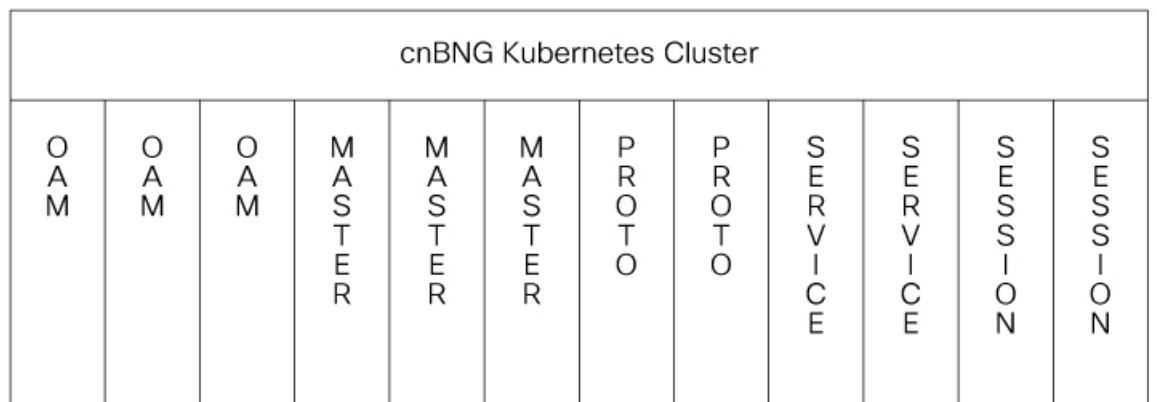 cnBNG Kubernetes Cluster
OAM
OAM
OAM
MASTER
MASTER
MASTER
PROTO
PROTO
SERVICE
SERVICE
SESSION
SESSION